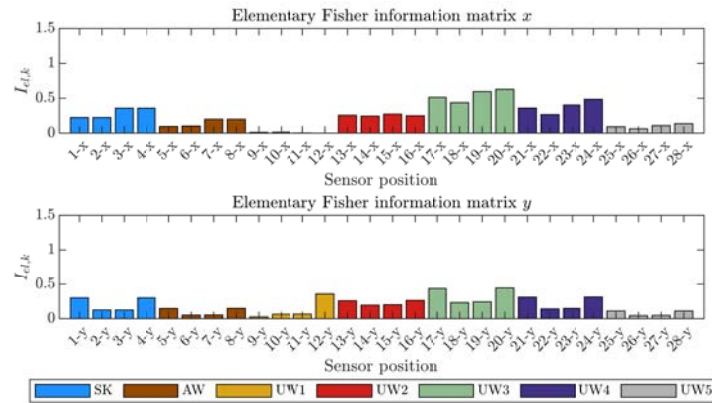 Elementary Fisher information matrix x
1.5
1
0.5
0
I_{el,k}
1-x 2-x 3-x 4-x 5-x 6-x 7-x 8-x 9-x 10-x 11-x 12-x 13-x 14-x 15-x 16-x 17-x 18-x 19-x 20-x 21-x 22-x 23-x 24-x 25-x 26-x 27-x 28-x
Sensor position
Elementary Fisher information matrix y
1.5
1
0.5
0
I_{el,k}
1-y 2-y 3-y 4-y 5-y 6-y 7-y 8-y 9-y 10-y 11-y 12-y 13-y 14-y 15-y 16-y 17-y 18-y 19-y 20-y 21-y 22-y 23-y 24-y 25-y 26-y 27-y 28-y
Sensor position
SK AW UW1 UW2 UW3 UW4 UW5